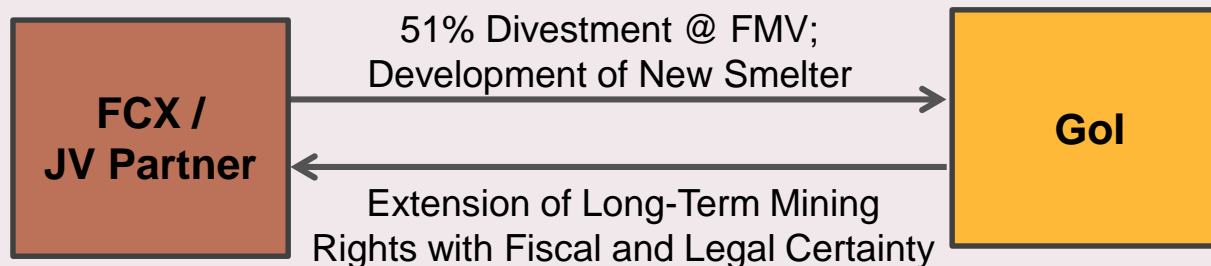 FCX /
JV Partner
51% Divestment @ FMV;
Development of New Smelter
Extension of Long-Term Mining
Rights with Fiscal and Legal Certainty
GoI